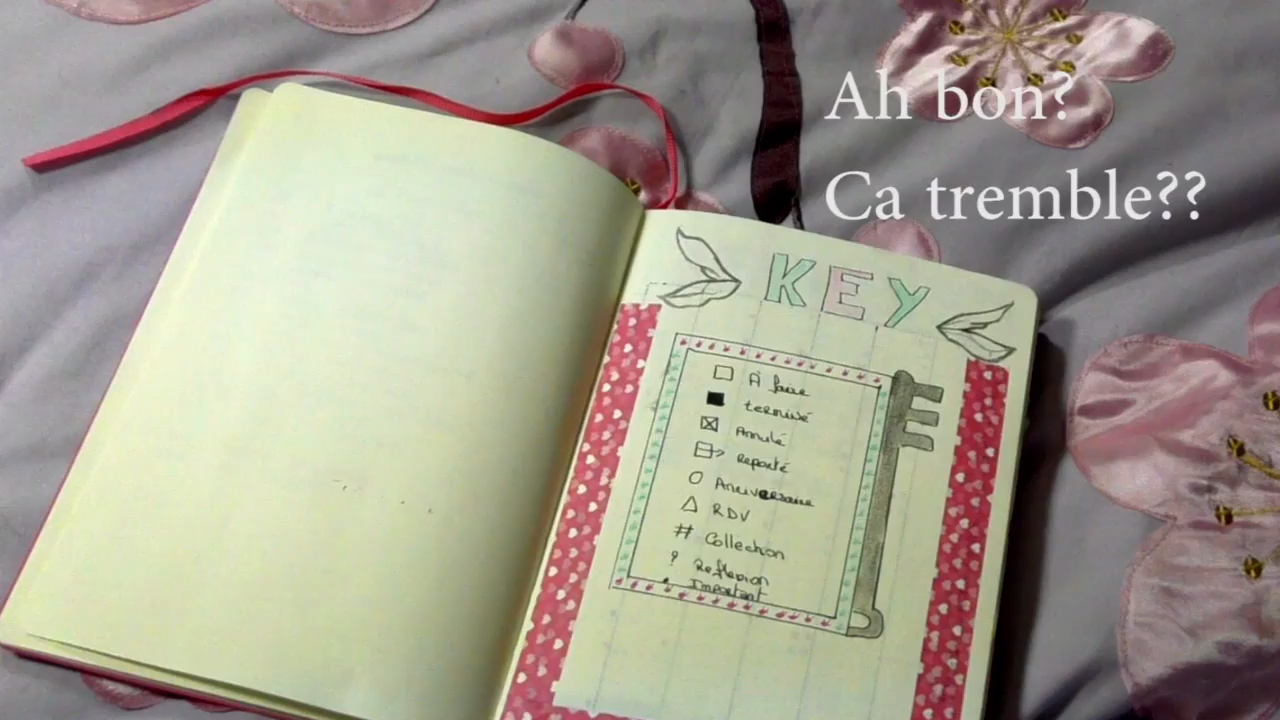 Ah bon?
Ca tremble??
KEY
À faire
terminé
Annulé
Reporté
Anniversaire
RDV
# Collection
? Reflexion
! Important